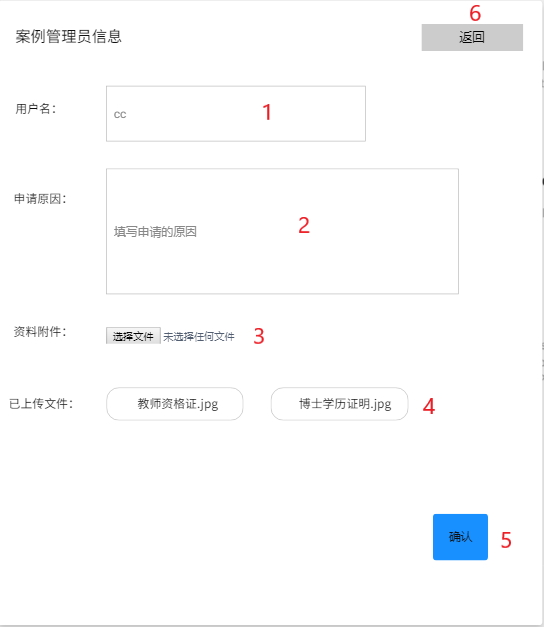 6
案例管理员信息 返回
用户名： cc 1
申请原因：
填写申请的原因 2
资料附件： 选择文件 未选择任何文件 3
已上传文件： 教师资格证.jpg 博士学历证明.jpg 4
确认 5